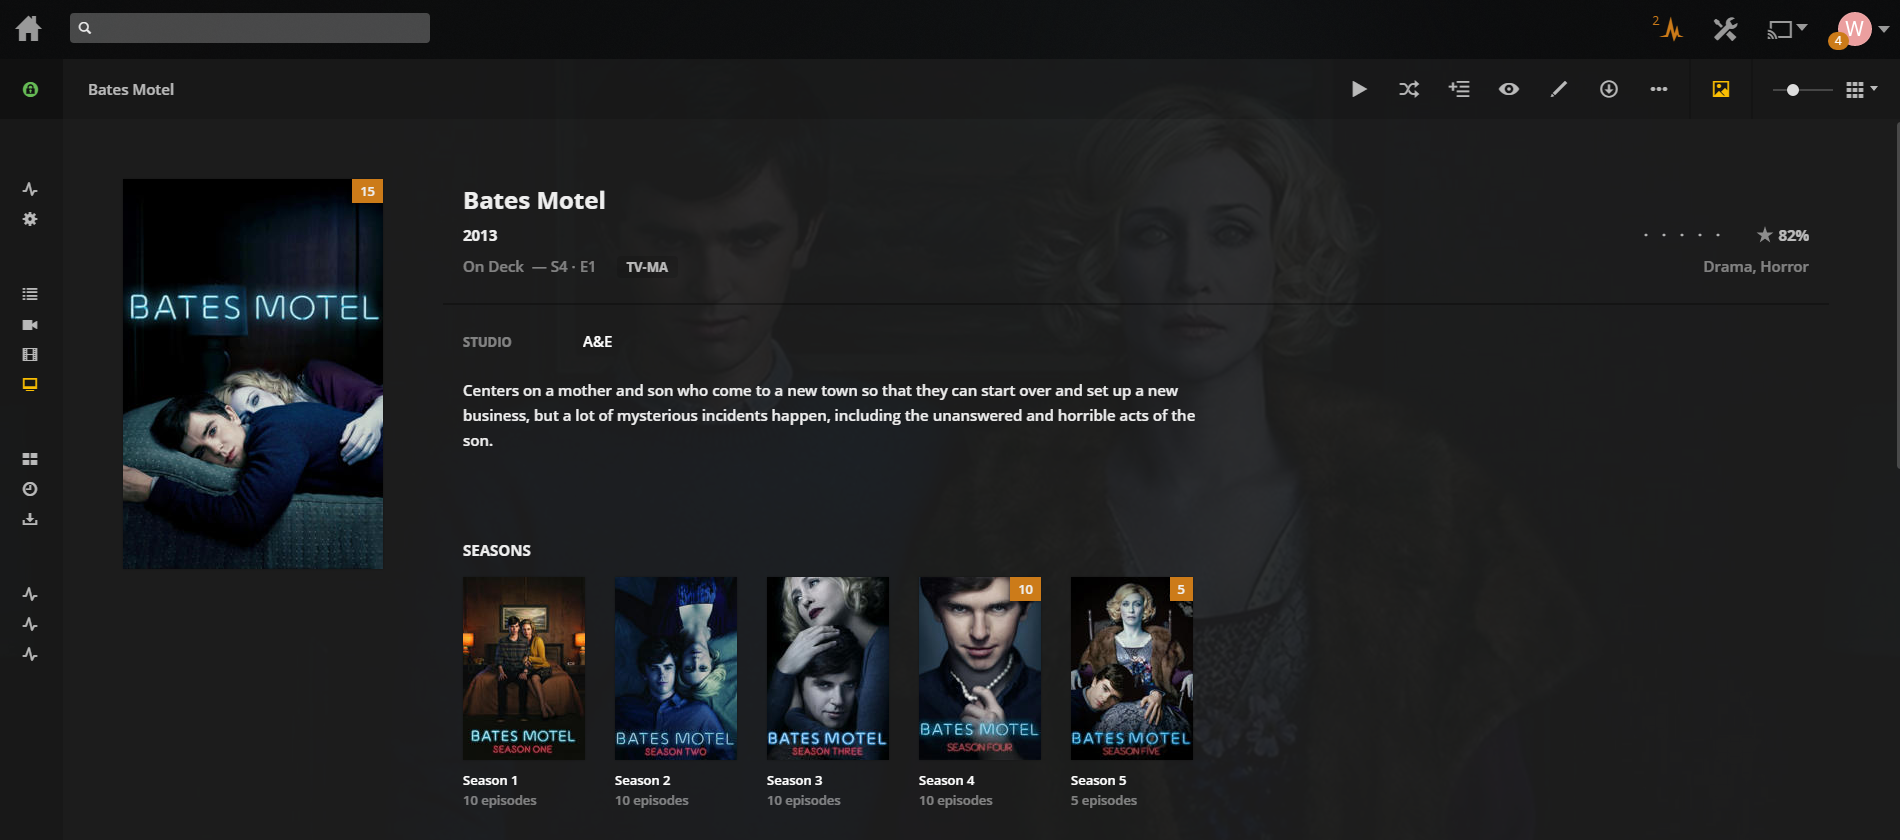 2
W
4
Bates Motel
15
BATES MOTEL
Bates Motel
2013
82%
On Deck — S4 · E1 TV-MA
Drama, Horror
STUDIO A&E
Centers on a mother and son who come to a new town so that they can start over and set up a new
business, but a lot of mysterious incidents happen, including the unanswered and horrible acts of the
son.
SEASONS
10
5
BATES MOTEL
SEASON ONE
BATES MOTEL
SEASON TWO
BATES MOTEL
SEASON THREE
BATES MOTEL
SEASON FOUR
BATES MOTEL
SEASON FIVE
Season 1
10 episodes
Season 2
10 episodes
Season 3
10 episodes
Season 4
10 episodes
Season 5
5 episodes